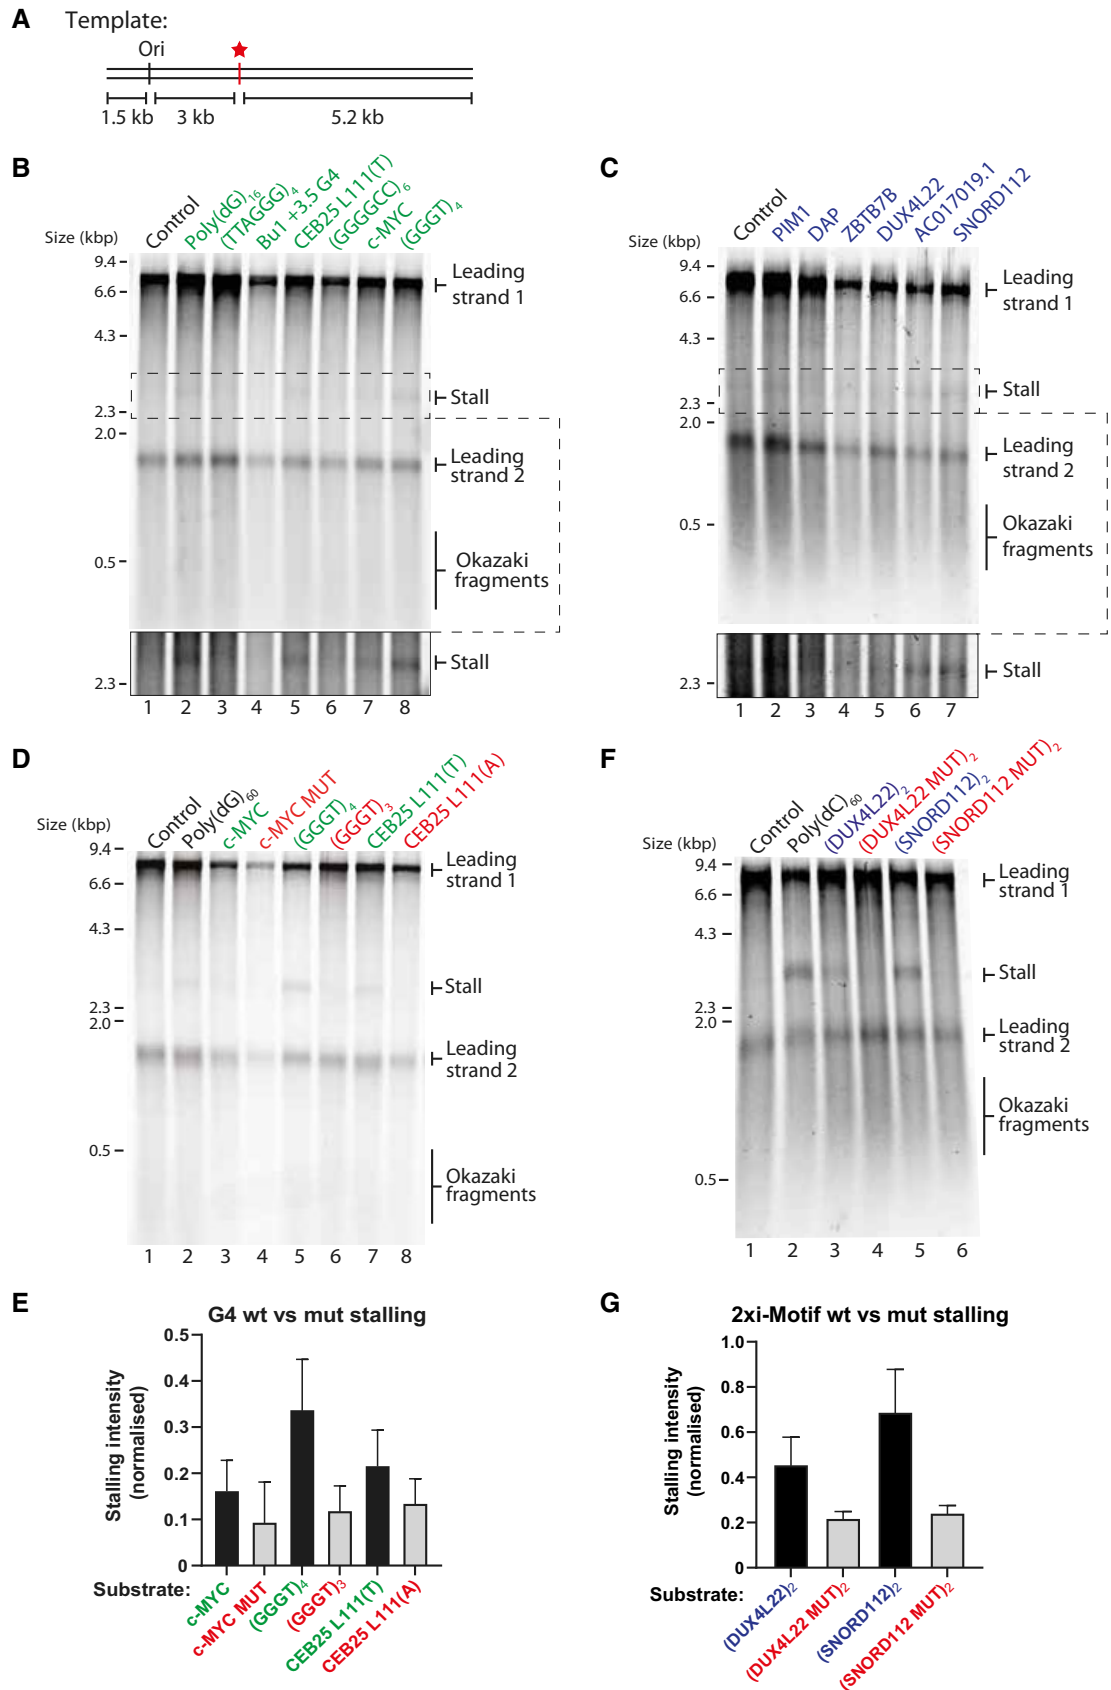 A
Template:
Ori
1.5 kb
3 kb
5.2 kb
B
Size (kbp)
Control
Poly(dG)16
(TTAGGG)4
Bu1 +3.5 G4
CEB25 L111(T)
(GGGGCC)6
c-MYC
(GGGT)4
9.4
6.6
4.3
2.3
2.0
0.5
Leading
strand 1
Stall
Leading
strand 2
Okazaki
fragments
Stall
2.3
1 2 3 4 5 6 7 8
C
Size (kbp)
Control
PIM1
DAP
ZBTB7B
DUX4L22
AC017019.1
SNORD112
9.4
6.6
4.3
2.3
2.0
0.5
Leading
strand 1
Stall
Leading
strand 2
Okazaki
fragments
Stall
2.3
1 2 3 4 5 6 7
D
Size (kbp)
Control
Poly(dG)60
c-MYC
c-MYC MUT
(GGGT)4
(GGGT)3
CEB25 L111(T)
CEB25 L111(A)
9.4
6.6
4.3
2.3
2.0
0.5
Leading
strand 1
Stall
Leading
strand 2
Okazaki
fragments
1 2 3 4 5 6 7 8
F
Size (kbp)
Control
Poly(dC)60
(DUX4L22)2
(DUX4L22 MUT)2
(SNORD112)2
(SNORD112 MUT)2
9.4
6.6
4.3
2.3
2.0
0.5
Leading
strand 1
Stall
Leading
strand 2
Okazaki
fragments
1 2 3 4 5 6
E
G4 wt vs mut stalling
Stalling intensity
(normalised)
0.5
0.4
0.3
0.2
0.1
0
Substrate:
c-MYC
c-MYC MUT
(GGGT)4
(GGGT)3
CEB25 L111(T)
CEB25 L111(A)
G
2xi-Motif wt vs mut stalling
Stalling intensity
(normalised)
1.0
0.8
0.6
0.4
0.2
0
Substrate:
(DUX4L22)2
(DUX4L22 MUT)2
(SNORD112)2
(SNORD112 MUT)2